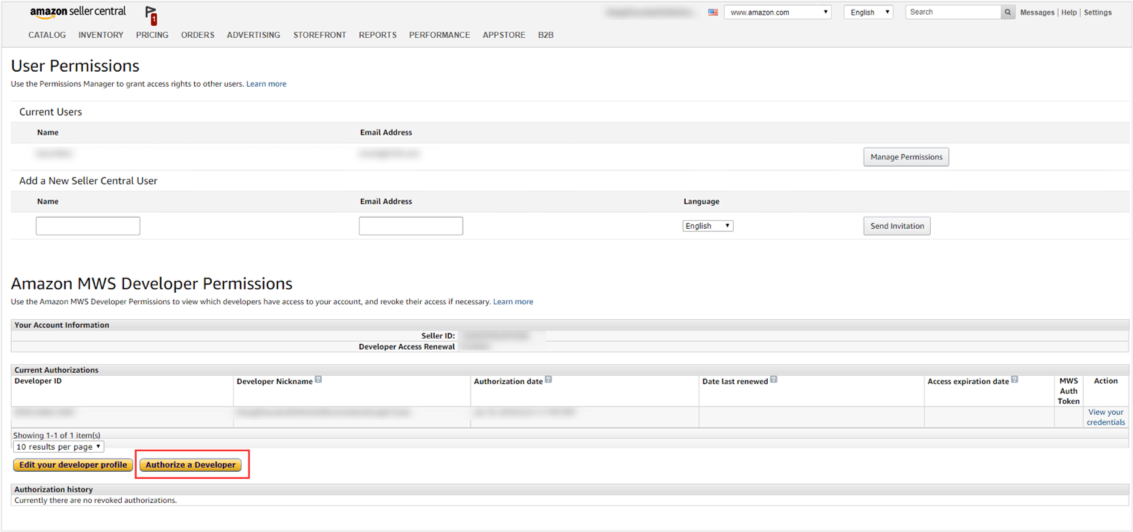 amazon seller central
1
www.amazon.com
English
Search
Messages | Help | Settings
CATALOG INVENTORY PRICING ORDERS ADVERTISING STOREFRONT REPORTS PERFORMANCE APPSTORE B2B
User Permissions
Use the Permissions Manager to grant access rights to other users. Learn more
Current Users
Name Email Address
Manage Permissions
Add a New Seller Central User
Name Email Address Language
English Send Invitation
Amazon MWS Developer Permissions
Use the Amazon MWS Developer Permissions to view which developers have access to your account, and revoke their access if necessary. Learn more
Your Account Information
Seller ID:
Developer Access Renewal
Current Authorizations
Developer ID Developer Nickname ? Authorization date ? Date last renewed ? Access expiration date ? MWS Auth Token Action
View your credentials
Showing 1-1 of 1 item(s)
10 results per page
Edit your developer profile Authorize a Developer
Authorization history
Currently there are no revoked authorizations.